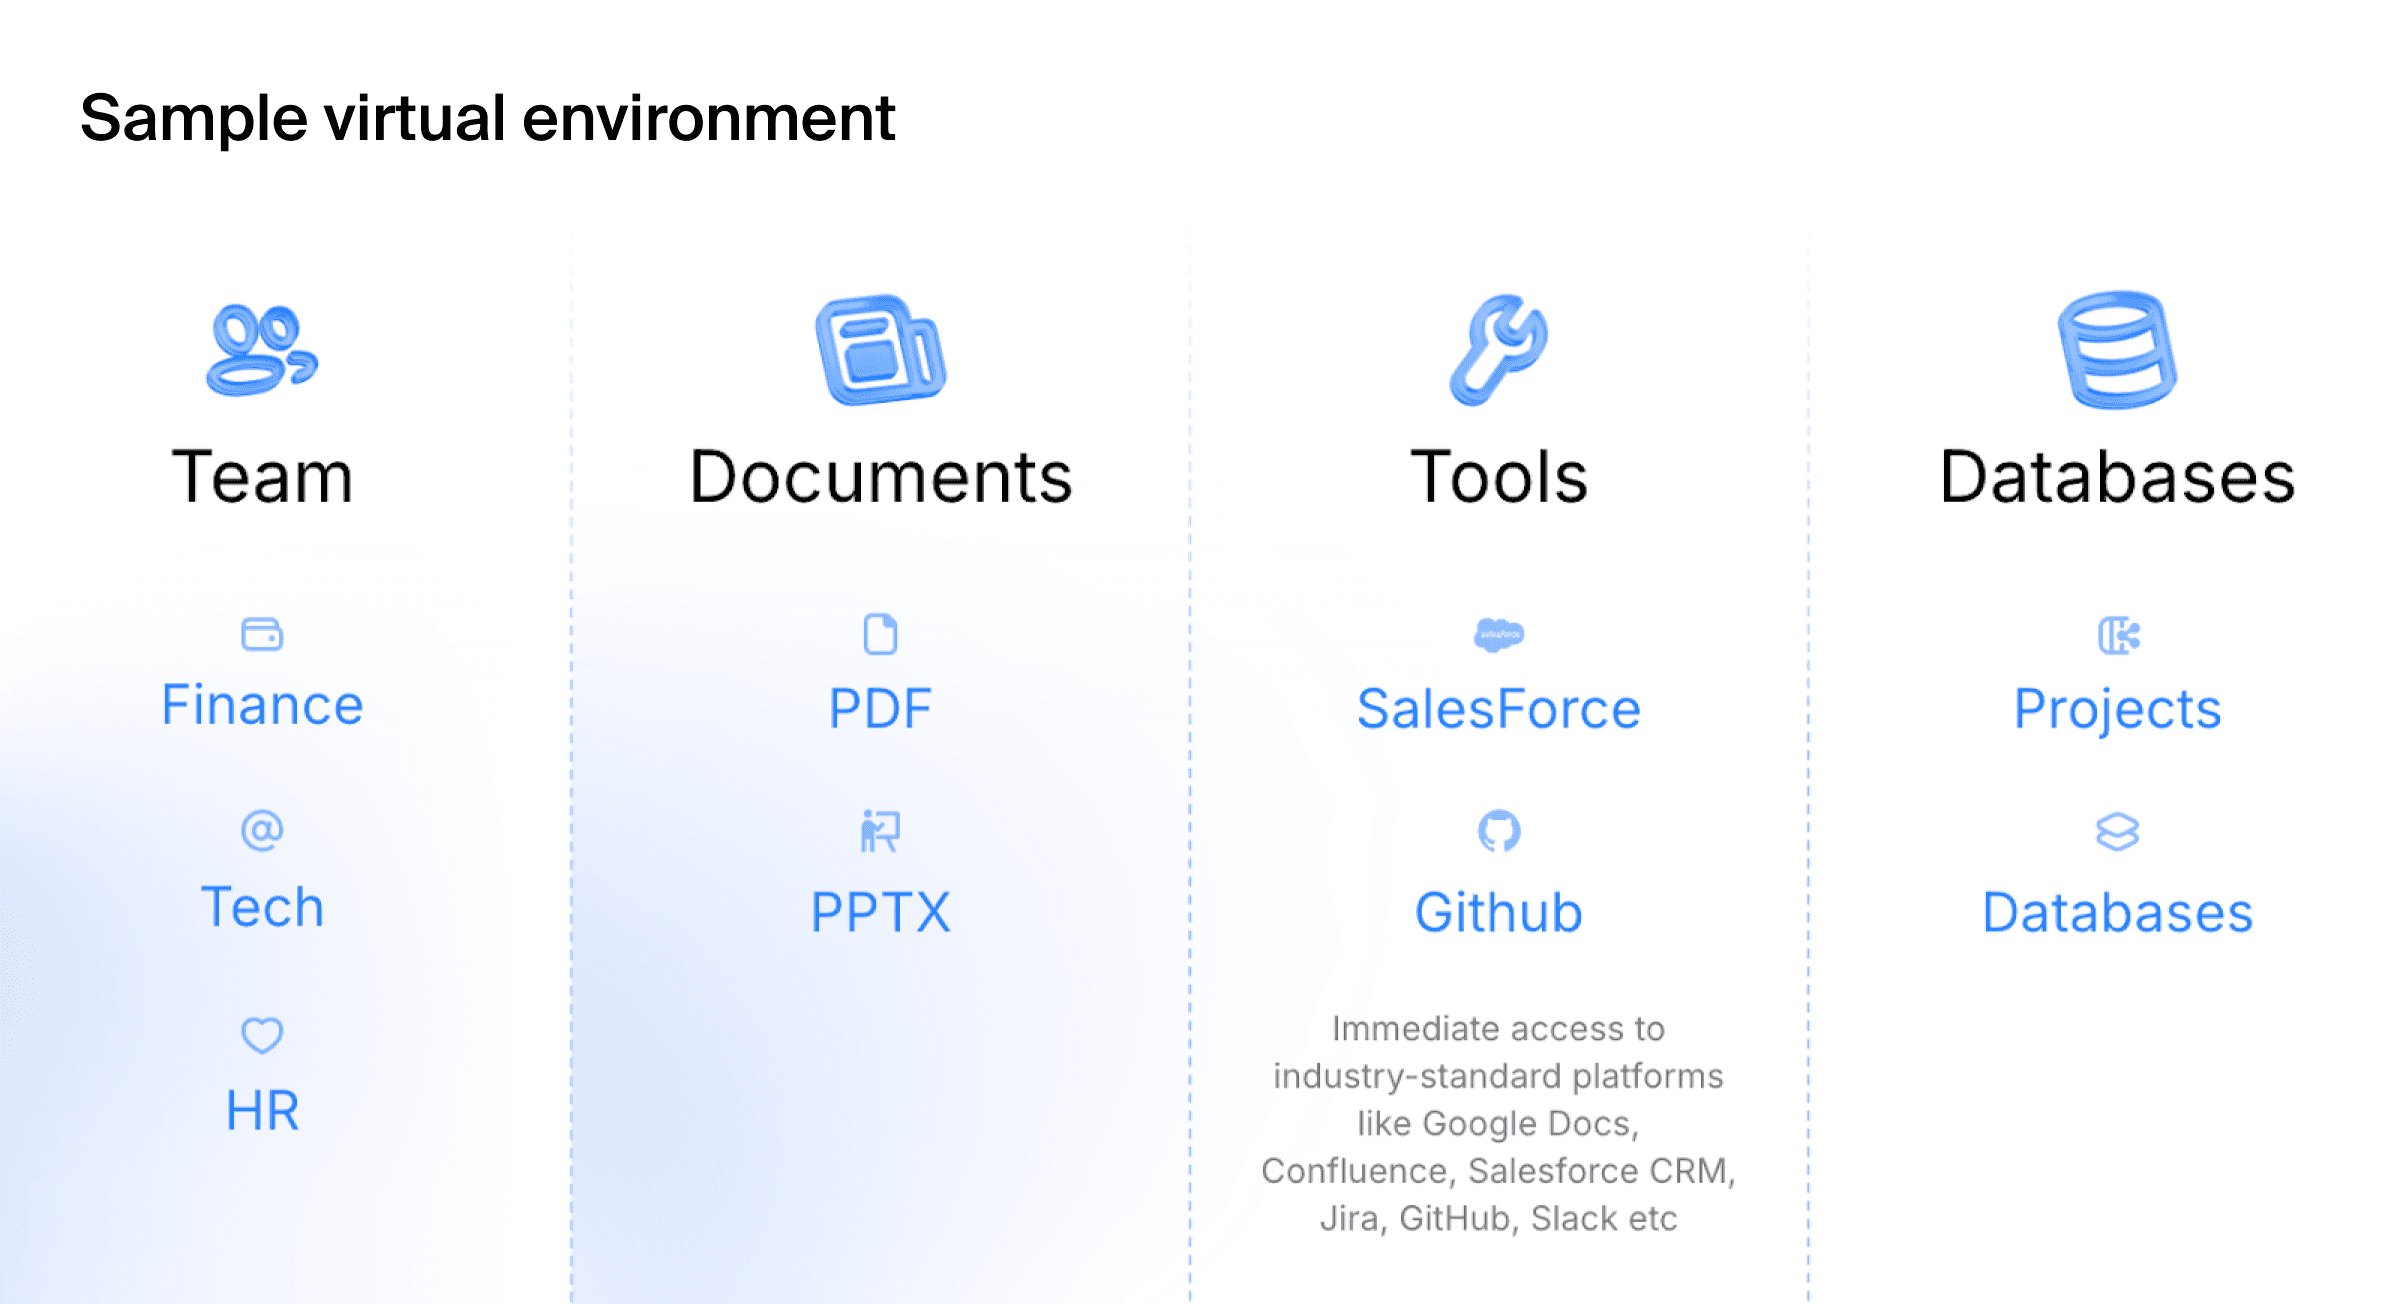 Sample virtual environment
Team
Finance
Tech
HR
Documents
PDF
PPTX
Tools
salesforce
SalesForce
Github
Immediate access to
industry-standard platforms
like Google Docs,
Confluence, Salesforce CRM,
Jira, GitHub, Slack etc
Databases
Projects
Databases